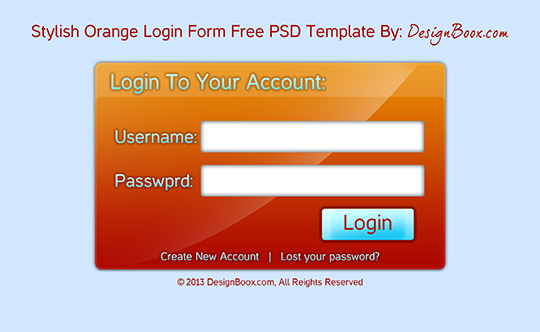 Stylish Orange Login Form Free PSD Template By: DesignBoox.com
Login To Your Account:
Username:
Passwprd:
Login
Create New Account | Lost your password?
© 2013 DesignBoox.com, All Reights Reserved